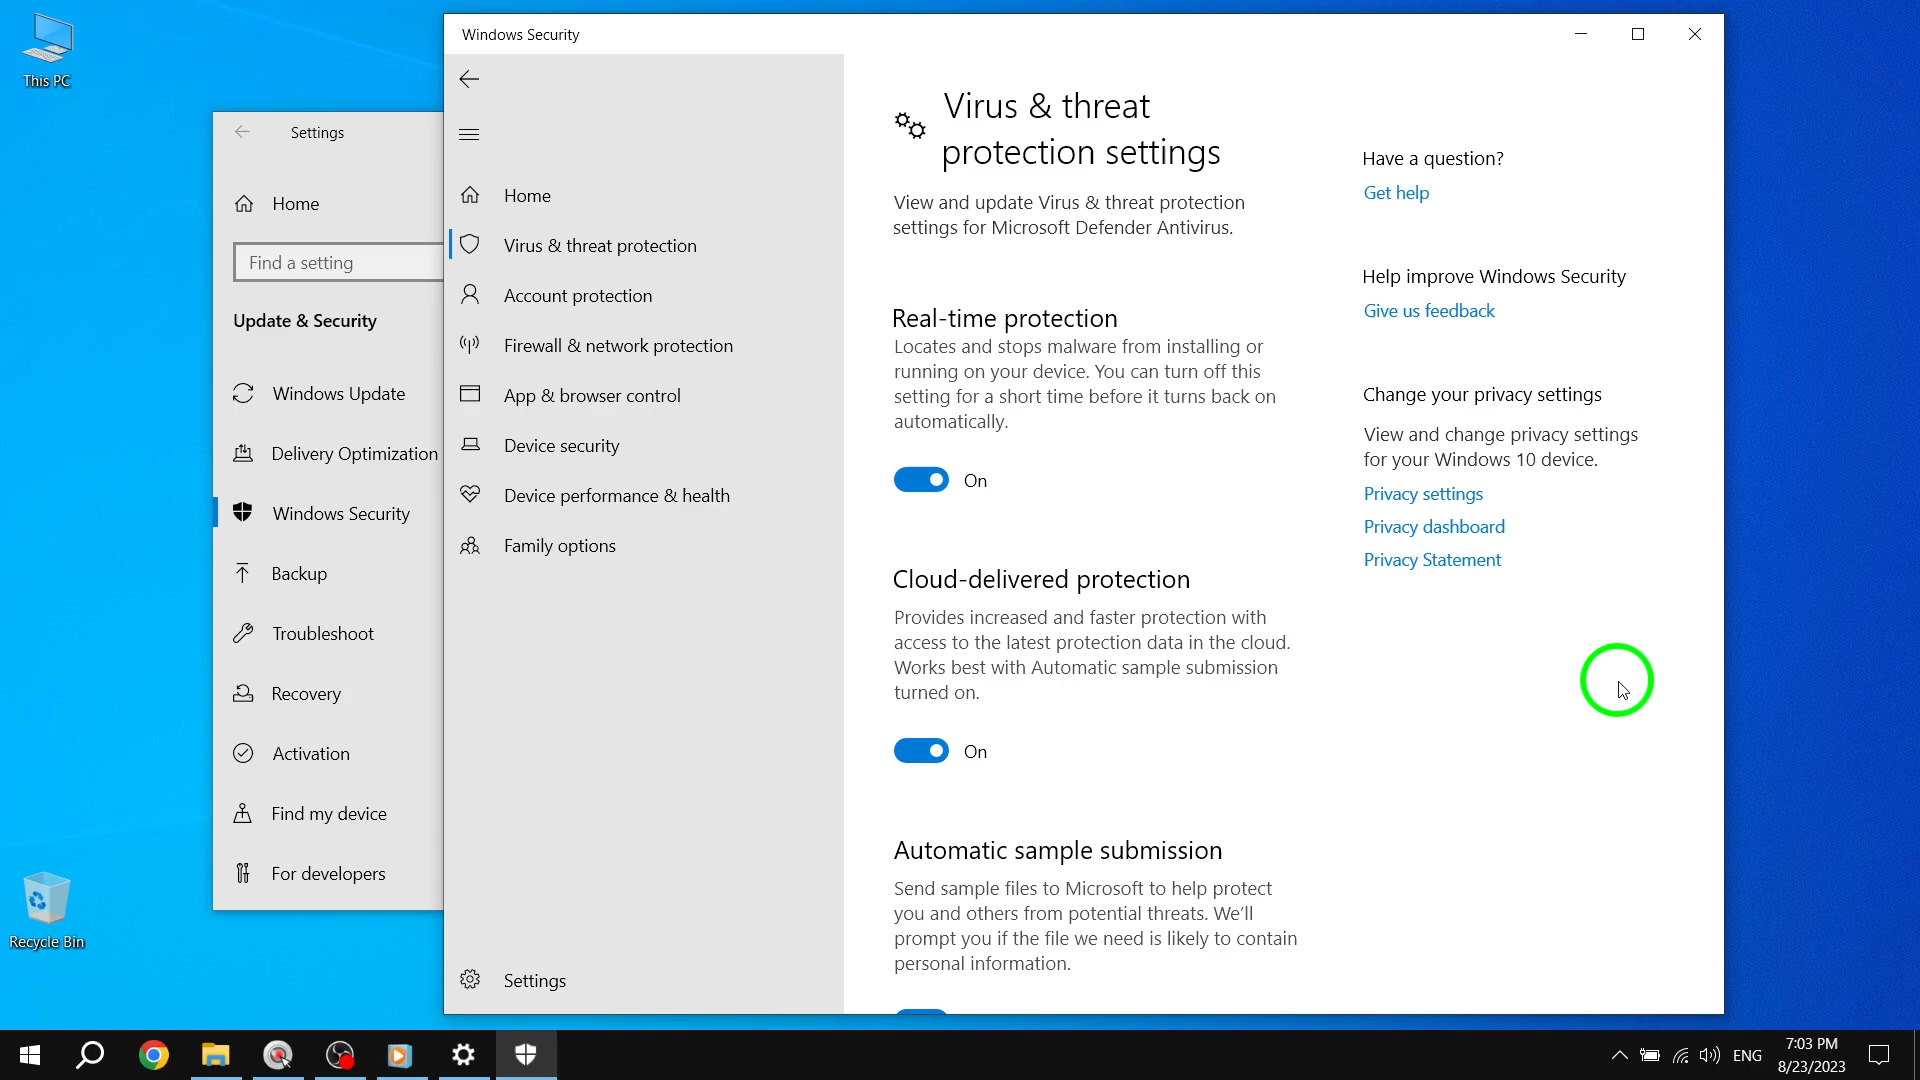 This PC
Recycle Bin
Settings
Home
Find a setting
Update & Security
Windows Update
Delivery Optimization
Windows Security
Backup
Troubleshoot
Recovery
Activation
Find my device
For developers
Windows Security
Home
Virus & threat protection
Account protection
Firewall & network protection
App & browser control
Device security
Device performance & health
Family options
Settings
Virus & threat
protection settings
View and update Virus & threat protection
settings for Microsoft Defender Antivirus.
Real-time protection
Locates and stops malware from installing or
running on your device. You can turn off this
setting for a short time before it turns back on
automatically.
On
Cloud-delivered protection
Provides increased and faster protection with
access to the latest protection data in the cloud.
Works best with Automatic sample submission
turned on.
On
Automatic sample submission
Send sample files to Microsoft to help protect
you and others from potential threats. We'll
prompt you if the file we need is likely to contain
personal information.
Have a question?
Get help
Help improve Windows Security
Give us feedback
Change your privacy settings
View and change privacy settings
for your Windows 10 device.
Privacy settings
Privacy dashboard
Privacy Statement
ENG
7:03 PM
8/23/2023